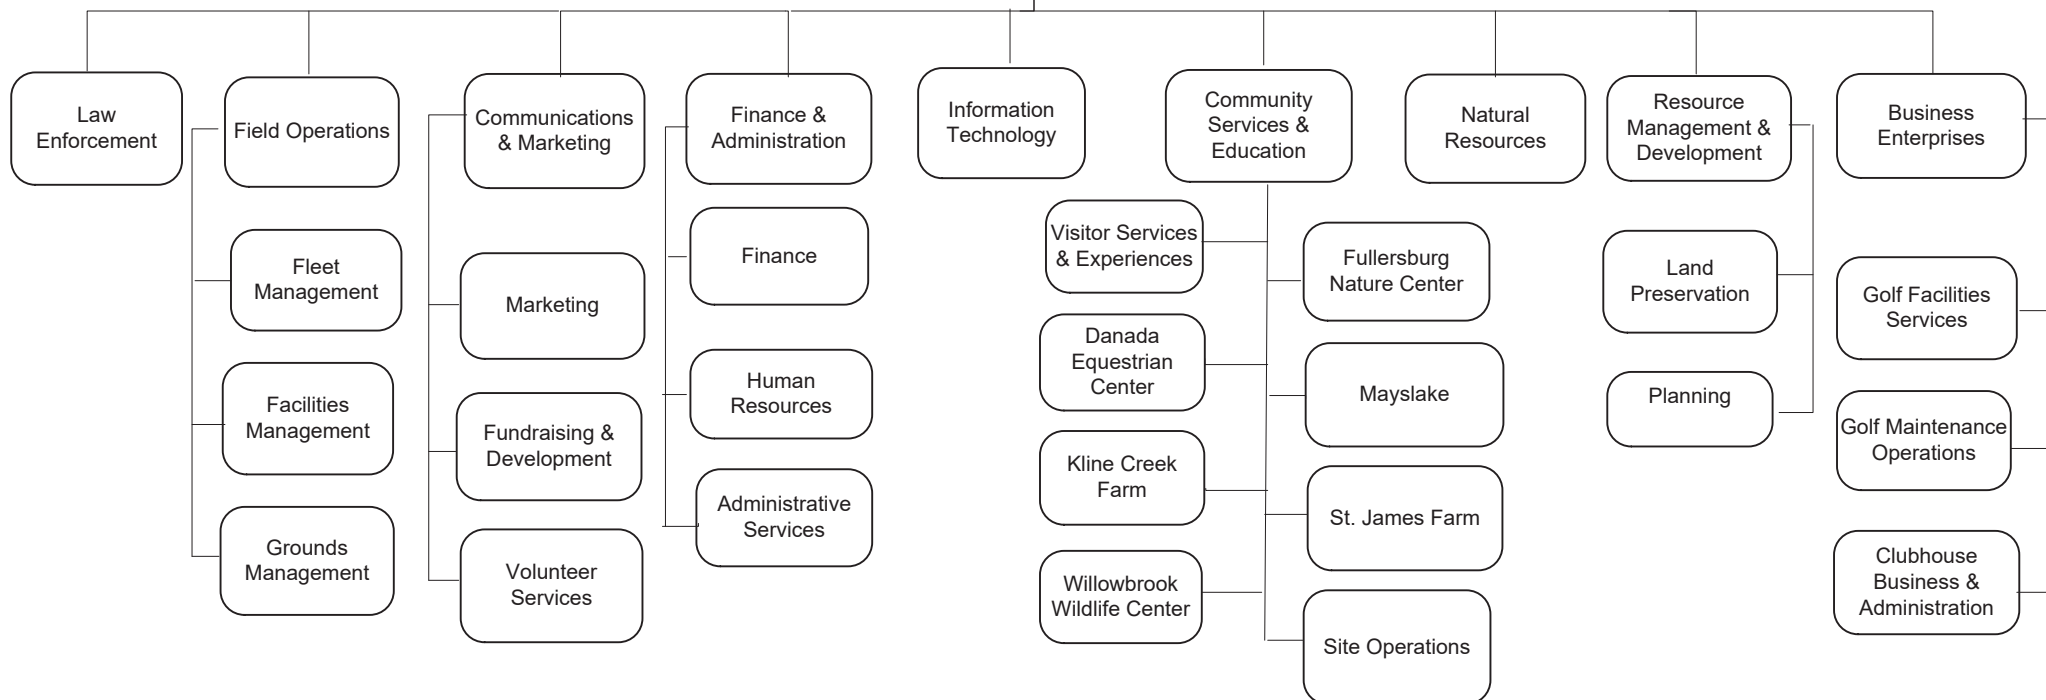 Law
Enforcement
Field Operations
Fleet
Management
Facilities
Management
Grounds
Management
Communications
& Marketing
Marketing
Fundraising &
Development
Volunteer
Services
Finance &
Administration
Finance
Human
Resources
Administrative
Services
Information
Technology
Community
Services &
Education
Visitor Services
& Experiences
Danada
Equestrian
Center
Kline Creek
Farm
Willowbrook
Wildlife Center
Fullersburg
Nature Center
Mayslake
St. James Farm
Site Operations
Natural
Resources
Resource
Management &
Development
Land
Preservation
Planning
Business
Enterprises
Golf Facilities
Services
Golf Maintenance
Operations
Clubhouse
Business &
Administration